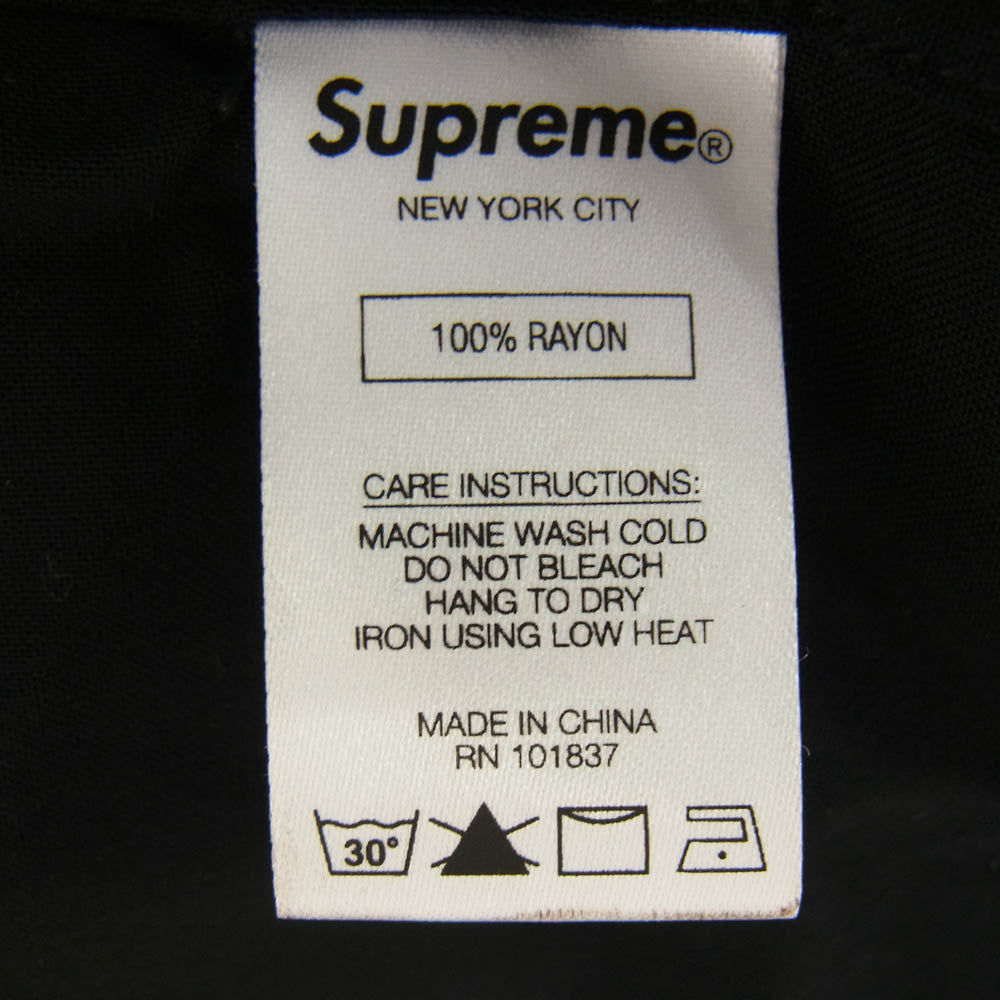 Supreme®
NEW YORK CITY
100% RAYON
CARE INSTRUCTIONS:
MACHINE WASH COLD
DO NOT BLEACH
HANG TO DRY
IRON USING LOW HEAT
MADE IN CHINA
RN 101837
30°